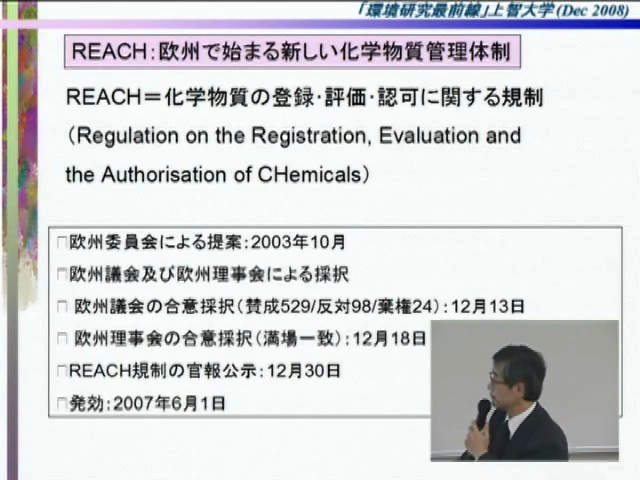 「環境研究最前線」上智大学(Dec 2008)
REACH：欧州で始まる新しい化学物質管理体制
REACH＝化学物質の登録・評価・認可に関する規制
（Regulation on the Registration, Evaluation and
the Authorisation of CHemicals）
□欧州委員会による提案：2003年10月
□欧州議会及び欧州理事会による採択
□ 欧州議会の合意採択（賛成529/反対98/棄権24）：12月13日
□ 欧州理事会の合意採択（満場一致）：12月18日
□REACH規制の官報公示：12月30日
□発効：2007年6月1日